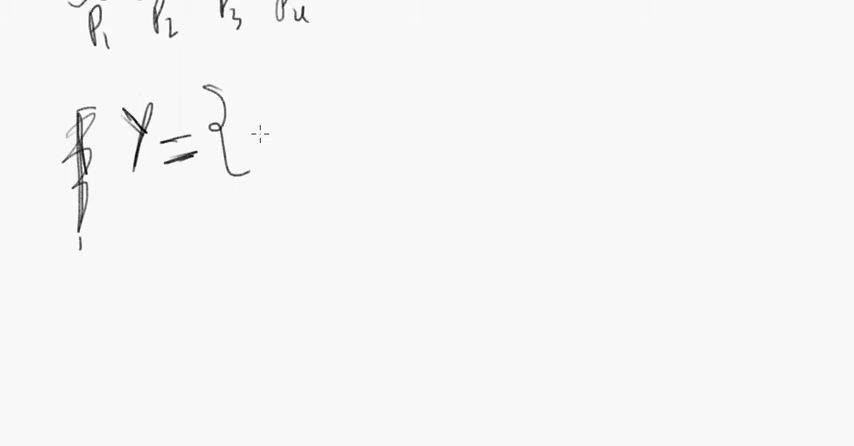 P₁ P₂ P₃ P₄
Y = {